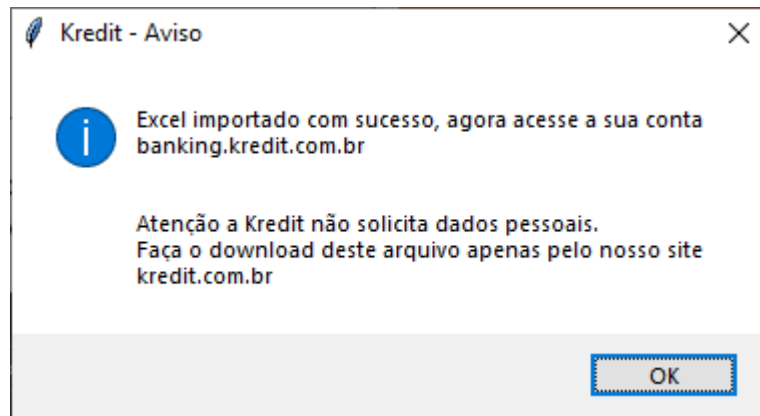 Kredit - Aviso
Excel importado com sucesso, agora acesse a sua conta
banking.kredit.com.br
Atenção a Kredit não solicita dados pessoais.
Faça o download deste arquivo apenas pelo nosso site
kredit.com.br
OK